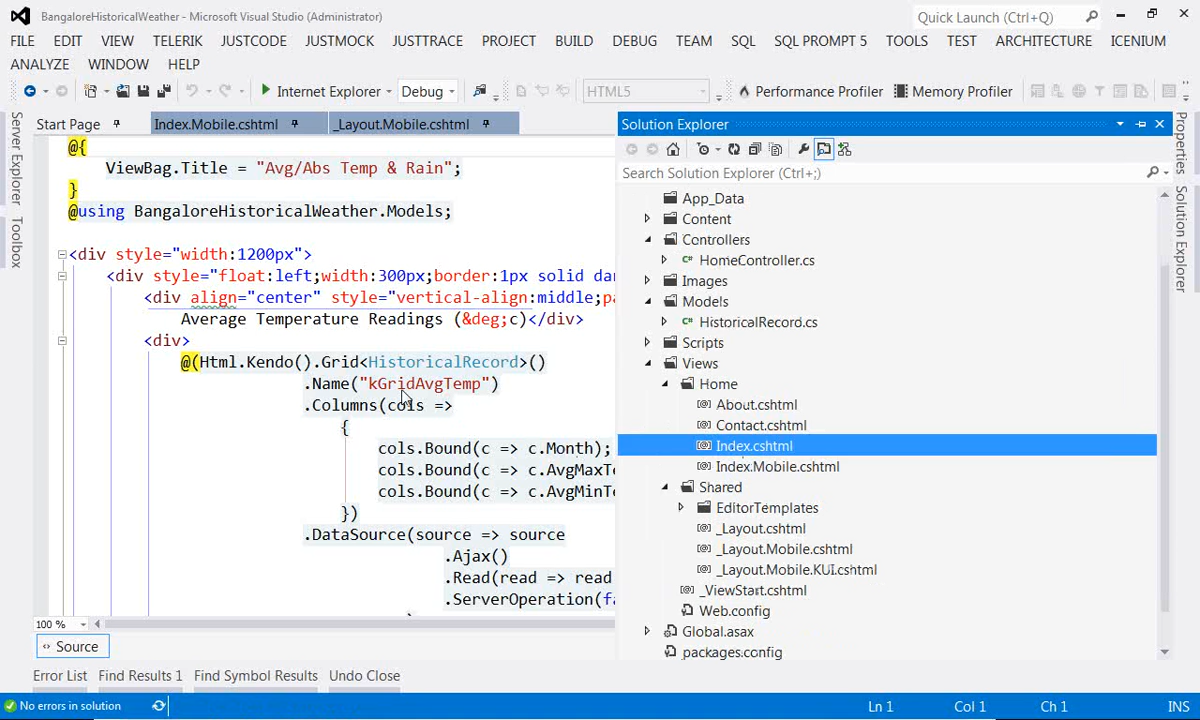 BangaloreHistoricalWeather - Microsoft Visual Studio (Administrator)
Quick Launch (Ctrl+Q)
FILE EDIT VIEW TELERIK JUSTCODE JUSTMOCK JUSTTRACE PROJECT BUILD DEBUG TEAM SQL SQL PROMPT 5 TOOLS TEST ARCHITECTURE ICENIUM
ANALYZE WINDOW HELP
Internet Explorer Debug HTML5 Performance Profiler Memory Profiler
Server Explorer
Toolbox
Start Page Index.Mobile.cshtml _Layout.Mobile.cshtml
@{
ViewBag.Title = "Avg/Abs Temp & Rain";
}
@using BangaloreHistoricalWeather.Models;
<div style="width:1200px">
<div style="float:left;width:300px;border:1px solid dar
<div align="center" style="vertical-align:middle;pa
Average Temperature Readings (&deg;c)</div>
<div>
@(Html.Kendo().Grid<HistoricalRecord>()
.Name("kGridAvgTemp")
.Columns(cols =>
{
cols.Bound(c => c.Month);
cols.Bound(c => c.AvgMaxTe
cols.Bound(c => c.AvgMinTe
})
.DataSource(source => source
.Ajax()
.Read(read => read
.ServerOperation(fa
100 %
Source
Solution Explorer
Search Solution Explorer (Ctrl+;)
App_Data
Content
Controllers
HomeController.cs
Images
Models
HistoricalRecord.cs
Scripts
Views
Home
About.cshtml
Contact.cshtml
Index.cshtml
Index.Mobile.cshtml
Shared
EditorTemplates
_Layout.cshtml
_Layout.Mobile.cshtml
_Layout.Mobile.KUI.cshtml
_ViewStart.cshtml
Web.config
Global.asax
packages.config
Properties
Solution Explorer
Error List Find Results 1 Find Symbol Results Undo Close
No errors in solution Ln 1 Col 1 Ch 1 INS